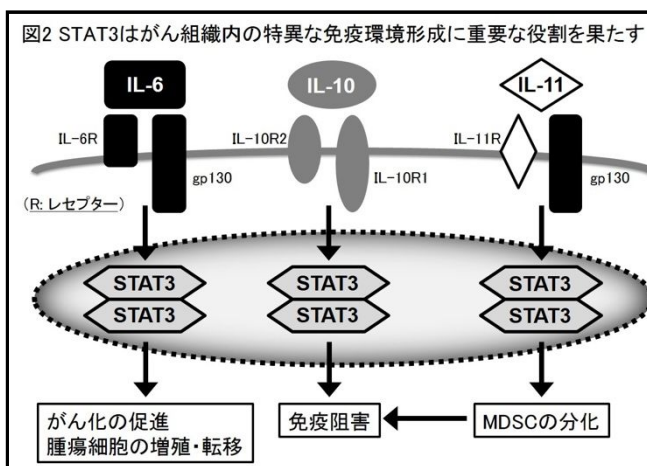 図2 STAT3はがん組織内の特異な免疫環境形成に重要な役割を果たす
IL-6
IL-10
IL-11
IL-6R
gp130
IL-10R2
IL-10R1
IL-11R
gp130
(R: レセプター)
STAT3
STAT3
STAT3
STAT3
STAT3
STAT3
がん化の促進
腫瘍細胞の増殖・転移
免疫阻害
MDSCの分化